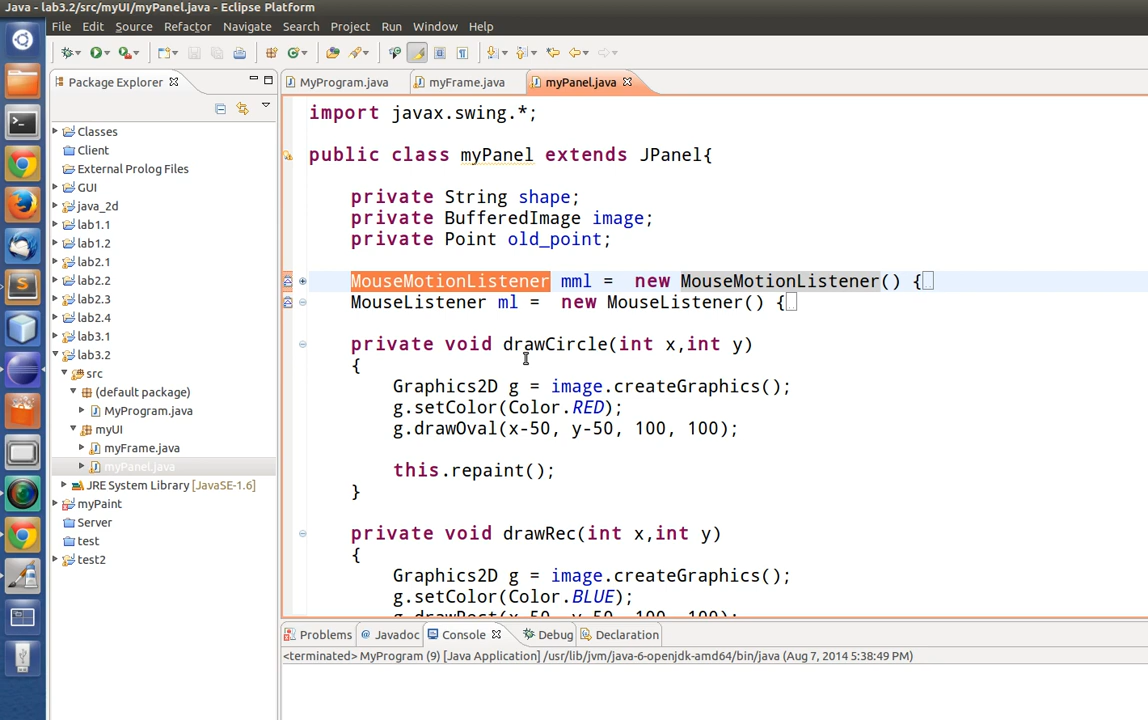 Java - lab3.2/src/myUI/myPanel.java - Eclipse Platform
File Edit Source Refactor Navigate Search Project Run Window Help
Package Explorer
MyProgram.java myFrame.java myPanel.java
Classes
Client
External Prolog Files
GUI
java_2d
lab1.1
lab1.2
lab2.1
lab2.2
lab2.3
lab2.4
lab3.1
lab3.2
src
(default package)
MyProgram.java
myUI
myFrame.java
myPanel.java
JRE System Library [JavaSE-1.6]
myPaint
Server
test
test2
import javax.swing.*;
public class myPanel extends JPanel{
private String shape;
private BufferedImage image;
private Point old_point;
MouseMotionListener mml = new MouseMotionListener() {
MouseListener ml = new MouseListener() {
private void drawCircle(int x,int y)
{
Graphics2D g = image.createGraphics();
g.setColor(Color.RED);
g.drawOval(x-50, y-50, 100, 100);
this.repaint();
}
private void drawRec(int x,int y)
{
Graphics2D g = image.createGraphics();
g.setColor(Color.BLUE);
g.drawRect(x-50, y-50, 100, 100);
Problems Javadoc Console Debug Declaration
<terminated> MyProgram (9) [Java Application] /usr/lib/jvm/java-6-openjdk-amd64/bin/java (Aug 7, 2014 5:38:49 PM)